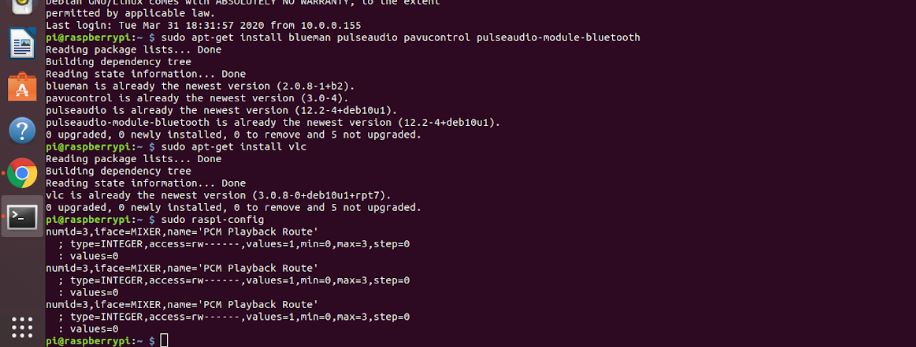 Debian GNU/Linux comes with ABSOLUTELY NO WARRANTY, to the extent
permitted by applicable law.
Last login: Tue Mar 31 18:31:57 2020 from 10.0.0.155
pi@raspberrypi:~ $ sudo apt-get install blueman pulseaudio pavucontrol pulseaudio-module-bluetooth
Reading package lists... Done
Building dependency tree
Reading state information... Done
blueman is already the newest version (2.0.8-1+b2).
pavucontrol is already the newest version (3.0-4).
pulseaudio is already the newest version (12.2-4+deb10u1).
pulseaudio-module-bluetooth is already the newest version (12.2-4+deb10u1).
0 upgraded, 0 newly installed, 0 to remove and 5 not upgraded.
pi@raspberrypi:~ $ sudo apt-get install vlc
Reading package lists... Done
Building dependency tree
Reading state information... Done
vlc is already the newest version (3.0.8-0+deb10u1+rpt7).
0 upgraded, 0 newly installed, 0 to remove and 5 not upgraded.
pi@raspberrypi:~ $ sudo raspi-config
numid=3,iface=MIXER,name='PCM Playback Route'
  ; type=INTEGER,access=rw------,values=1,min=0,max=3,step=0
  : values=0
numid=3,iface=MIXER,name='PCM Playback Route'
  ; type=INTEGER,access=rw------,values=1,min=0,max=3,step=0
  : values=0
numid=3,iface=MIXER,name='PCM Playback Route'
  ; type=INTEGER,access=rw------,values=1,min=0,max=3,step=0
  : values=0
pi@raspberrypi:~ $